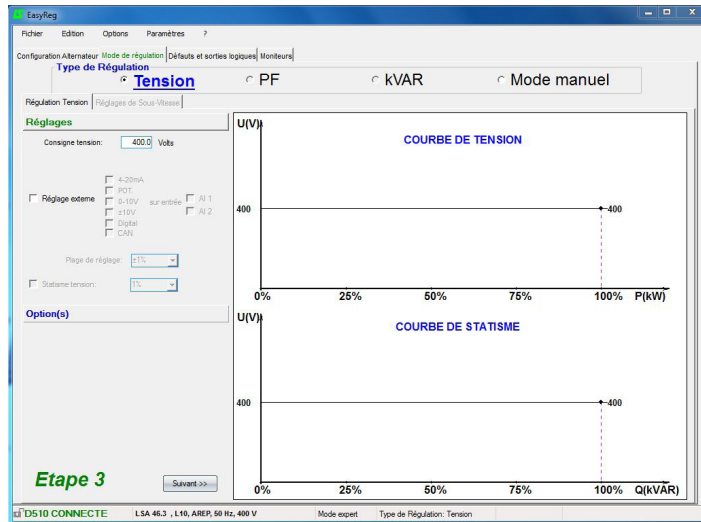 EasyReg
Fichier Edition Options Paramètres ?
Configuration Alternateur Mode de régulation Défauts et sorties logiques Moniteurs
Type de Régulation
Tension PF kVAR Mode manuel
Régulation Tension Réglages de Sous-Vitesse
Réglages
Consigne tension: 400.0 Volts
Réglage externe
4-20mA
POT.
0-10V
±10V
Digital
CAN
sur entrée
AI 1
AI 2
Plage de réglage: ±1%
Statisme tension: 1%
Option(s)
Etape 3
Suivant >>
U(V)
COURBE DE TENSION
400 400
0% 25% 50% 75% 100% P(kW)
U(V)
COURBE DE STATISME
400 400
0% 25% 50% 75% 100% Q(kVAR)
D510 CONNECTE LSA 46.3 , L10, AREP, 50 Hz, 400 V Mode expert Type de Régulation: Tension